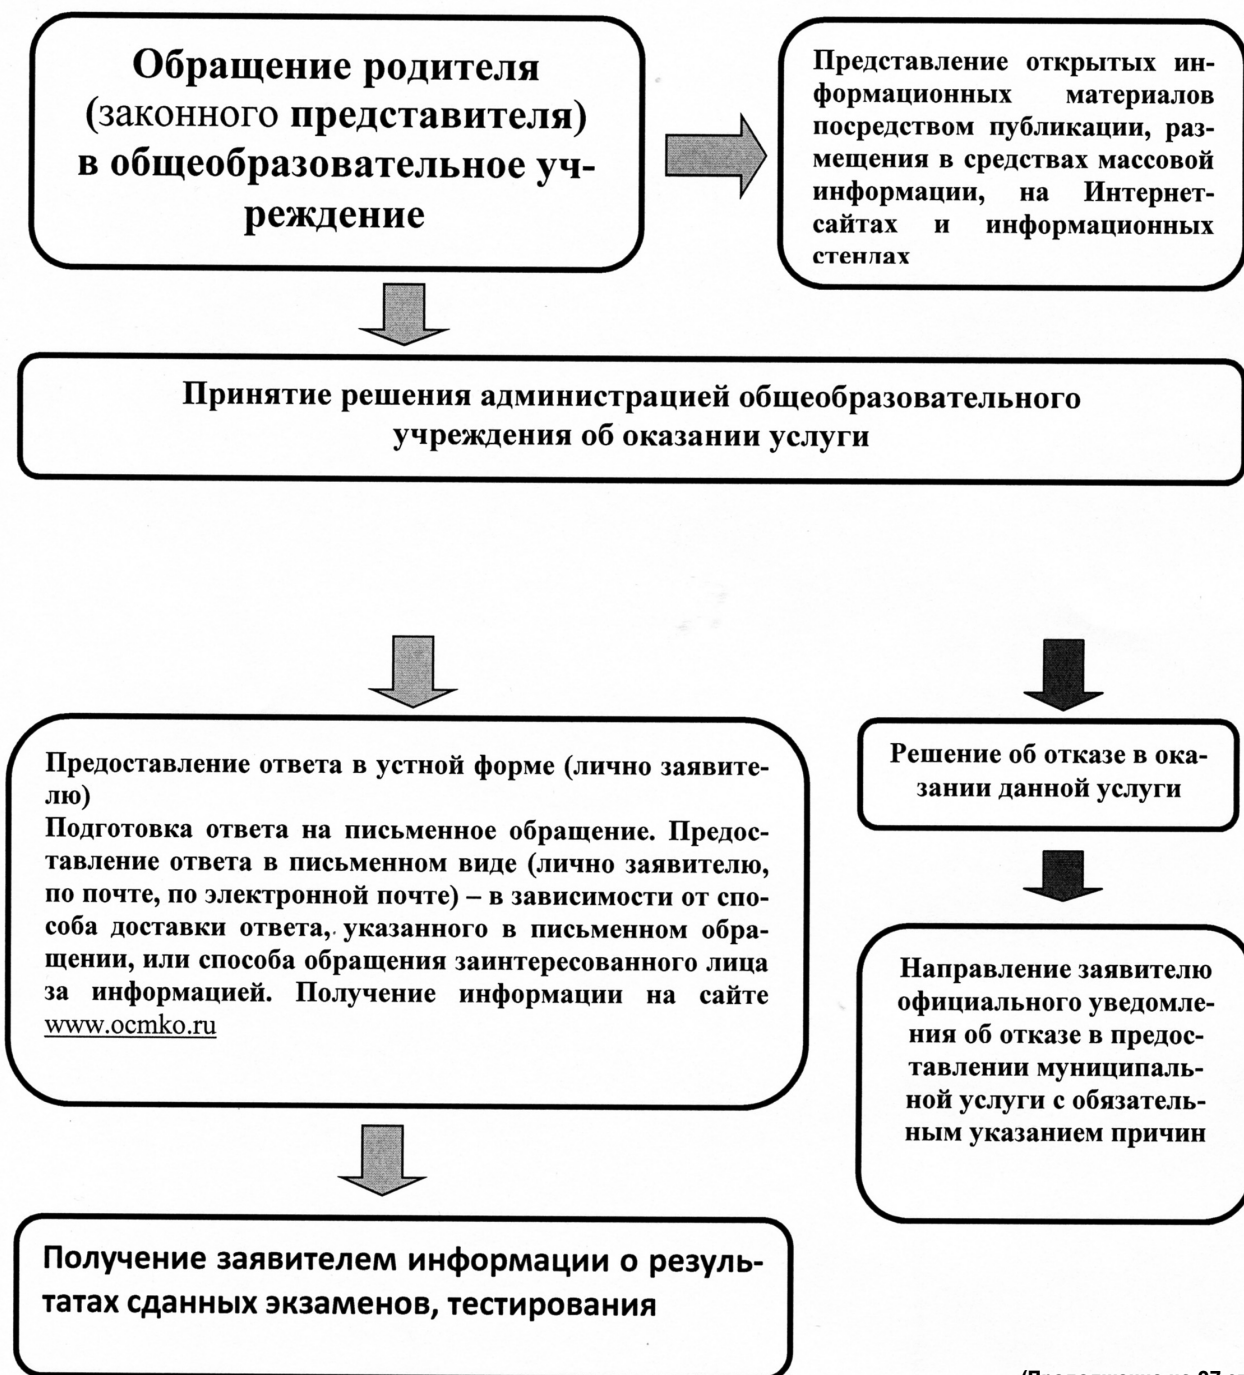 Обращение родителя
(законного представителя)
в общеобразовательное уч-
реждение
Представление открытых ин-
формационных материалов
посредством публикации, раз-
мещения в средствах массовой
информации, на Интернет-
сайтах и информационных
стендах
Принятие решения администрацией общеобразовательного
учреждения об оказании услуги
Предоставление ответа в устной форме (лично заявите-
лю)
Подготовка ответа на письменное обращение. Предос-
тавление ответа в письменном виде (лично заявителю,
по почте, по электронной почте) – в зависимости от спо-
соба доставки ответа, указанного в письменном обра-
щении, или способа обращения заинтересованного лица
за информацией. Получение информации на сайте
www.ocmko.ru
Решение об отказе в ока-
зании данной услуги
Направление заявителю
официального уведомле-
ния об отказе в предос-
тавлении муниципаль-
ной услуги с обязатель-
ным указанием причин
Получение заявителем информации о резуль-
татах сданных экзаменов, тестирования